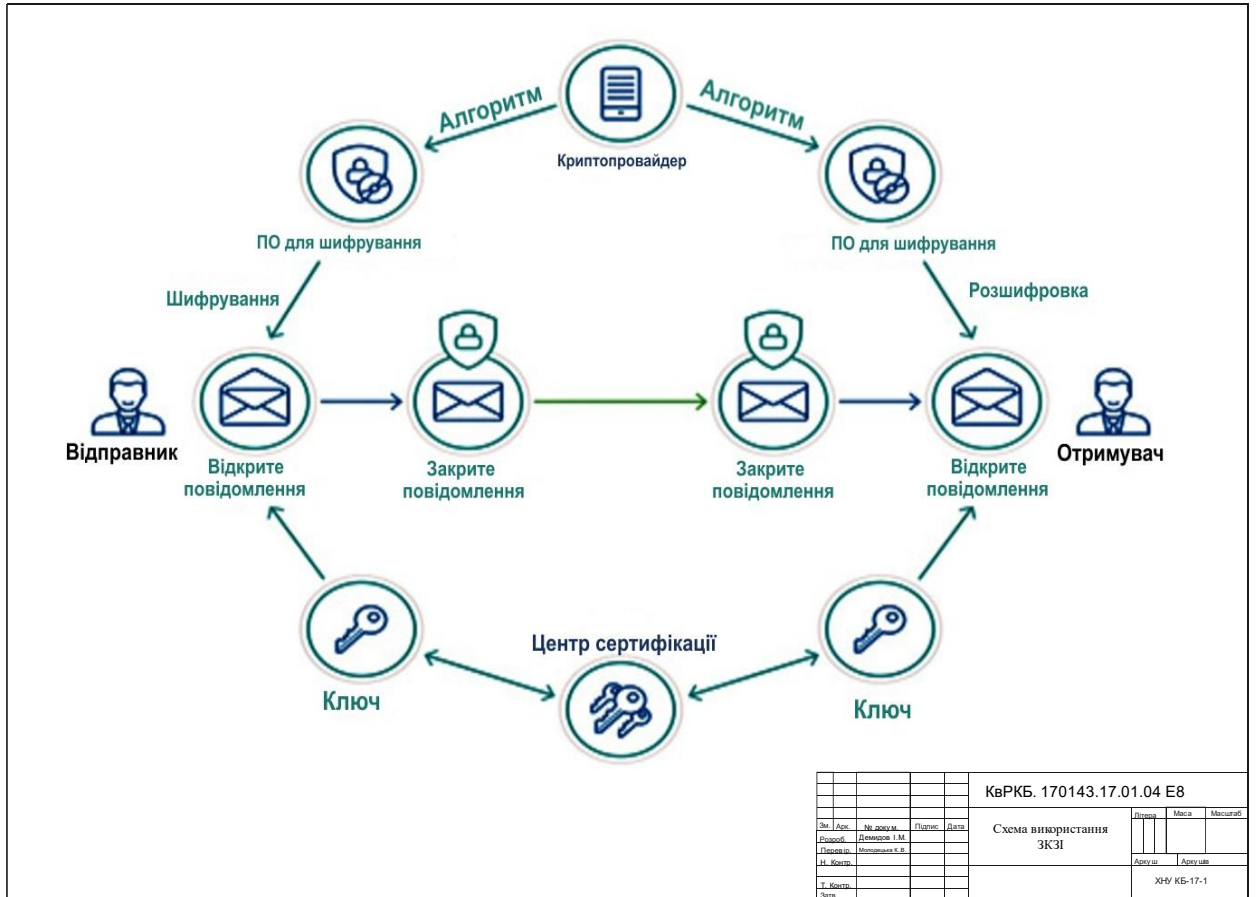 Алгоритм
Алгоритм
Криптопровайдер
ПО для шифрування
ПО для шифрування
Шифрування
Розшифровка
Відправник
Отримувач
Відкрите
повідомлення
Закрите
повідомлення
Закрите
повідомлення
Відкрите
повідомлення
Центр сертифікації
Ключ
Ключ
КвРКБ. 170143.17.01.04 Е8
Зм. Арк. № докум. Підпис Дата
Розроб. Демидов І.М.
Перевір. Молодецька К.В.
Н. Контр.
Т. Контр.
Затв.
Схема використання
ЗКЗІ
Літера Маса Масштаб
Аркуш Аркушів
ХНУ КБ-17-1